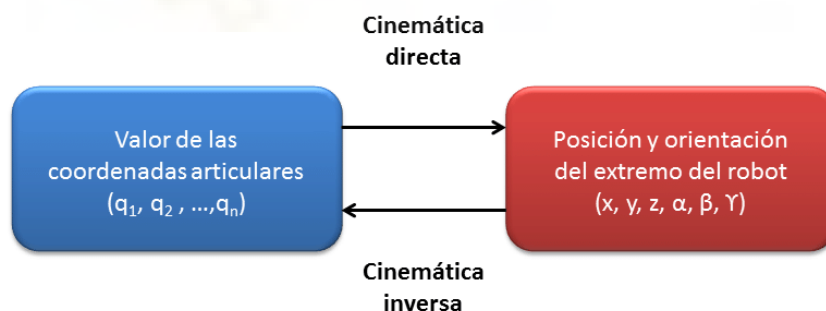 Cinemática
directa
Valor de las
coordenadas articulares
(q₁, q₂ , ...,qₙ)
Posición y orientación
del extremo del robot
(x, y, z, α, β, ϒ)
Cinemática
inversa